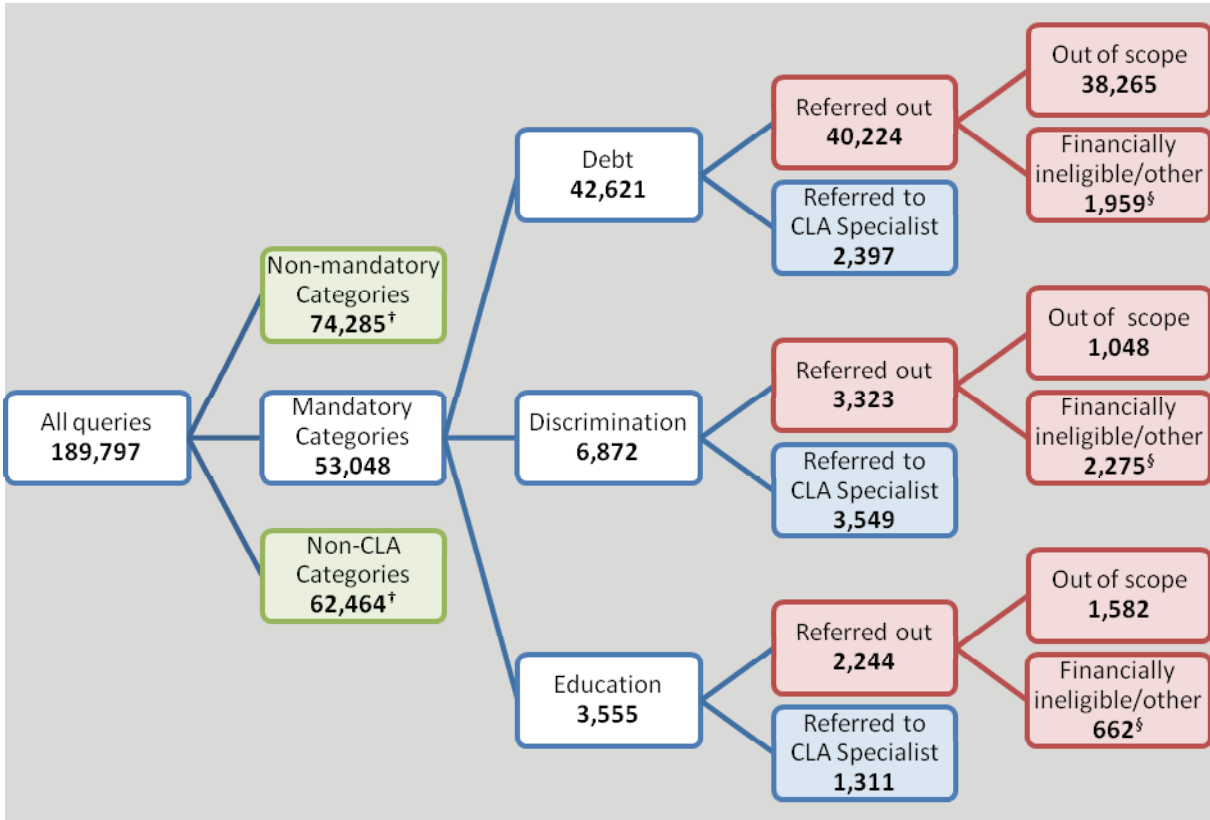 All queries
189,797
Non-mandatory
Categories
74,285†
Mandatory
Categories
53,048
Non-CLA
Categories
62,464†
Debt
42,621
Referred out
40,224
Out of scope
38,265
Financially
ineligible/other
1,959§
Referred to
CLA Specialist
2,397
Discrimination
6,872
Referred out
3,323
Out of scope
1,048
Financially
ineligible/other
2,275§
Referred to
CLA Specialist
3,549
Education
3,555
Referred out
2,244
Out of scope
1,582
Financially
ineligible/other
662§
Referred to
CLA Specialist
1,311